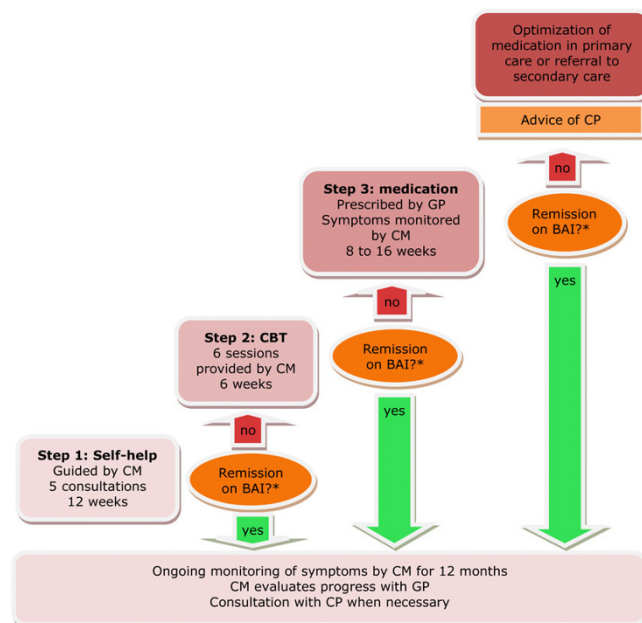 Optimization of
medication in primary
care or referral to
secondary care
Advice of CP
no
Remission
on BAI?*
yes
Step 3: medication
Prescribed by GP
Symptoms monitored
by CM
8 to 16 weeks
no
Remission
on BAI?*
yes
Step 2: CBT
6 sessions
provided by CM
6 weeks
no
Remission
on BAI?*
yes
Step 1: Self-help
Guided by CM
5 consultations
12 weeks
Ongoing monitoring of symptoms by CM for 12 months
CM evaluates progress with GP
Consultation with CP when necessary